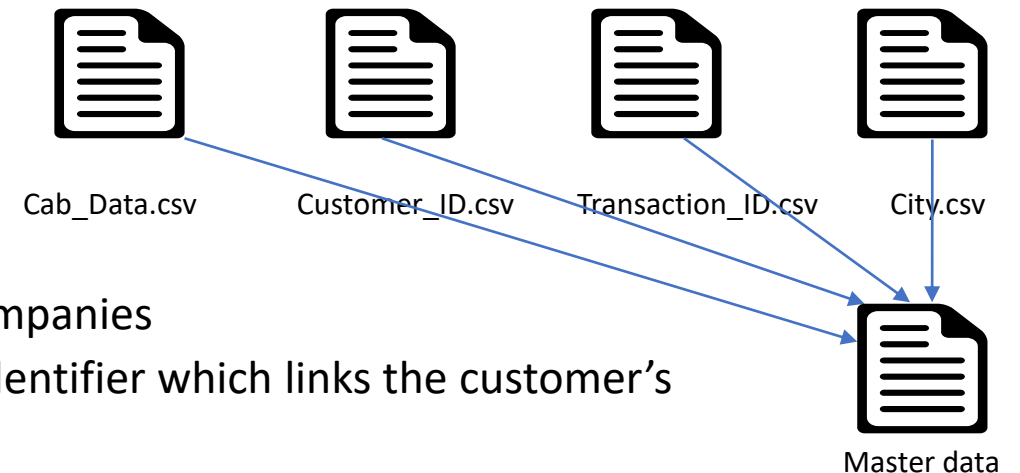 Cab_Data.csv Customer_ID.csv Transaction_ID.csv City.csv
mpanies
dentifier which links the customer’s
Master data